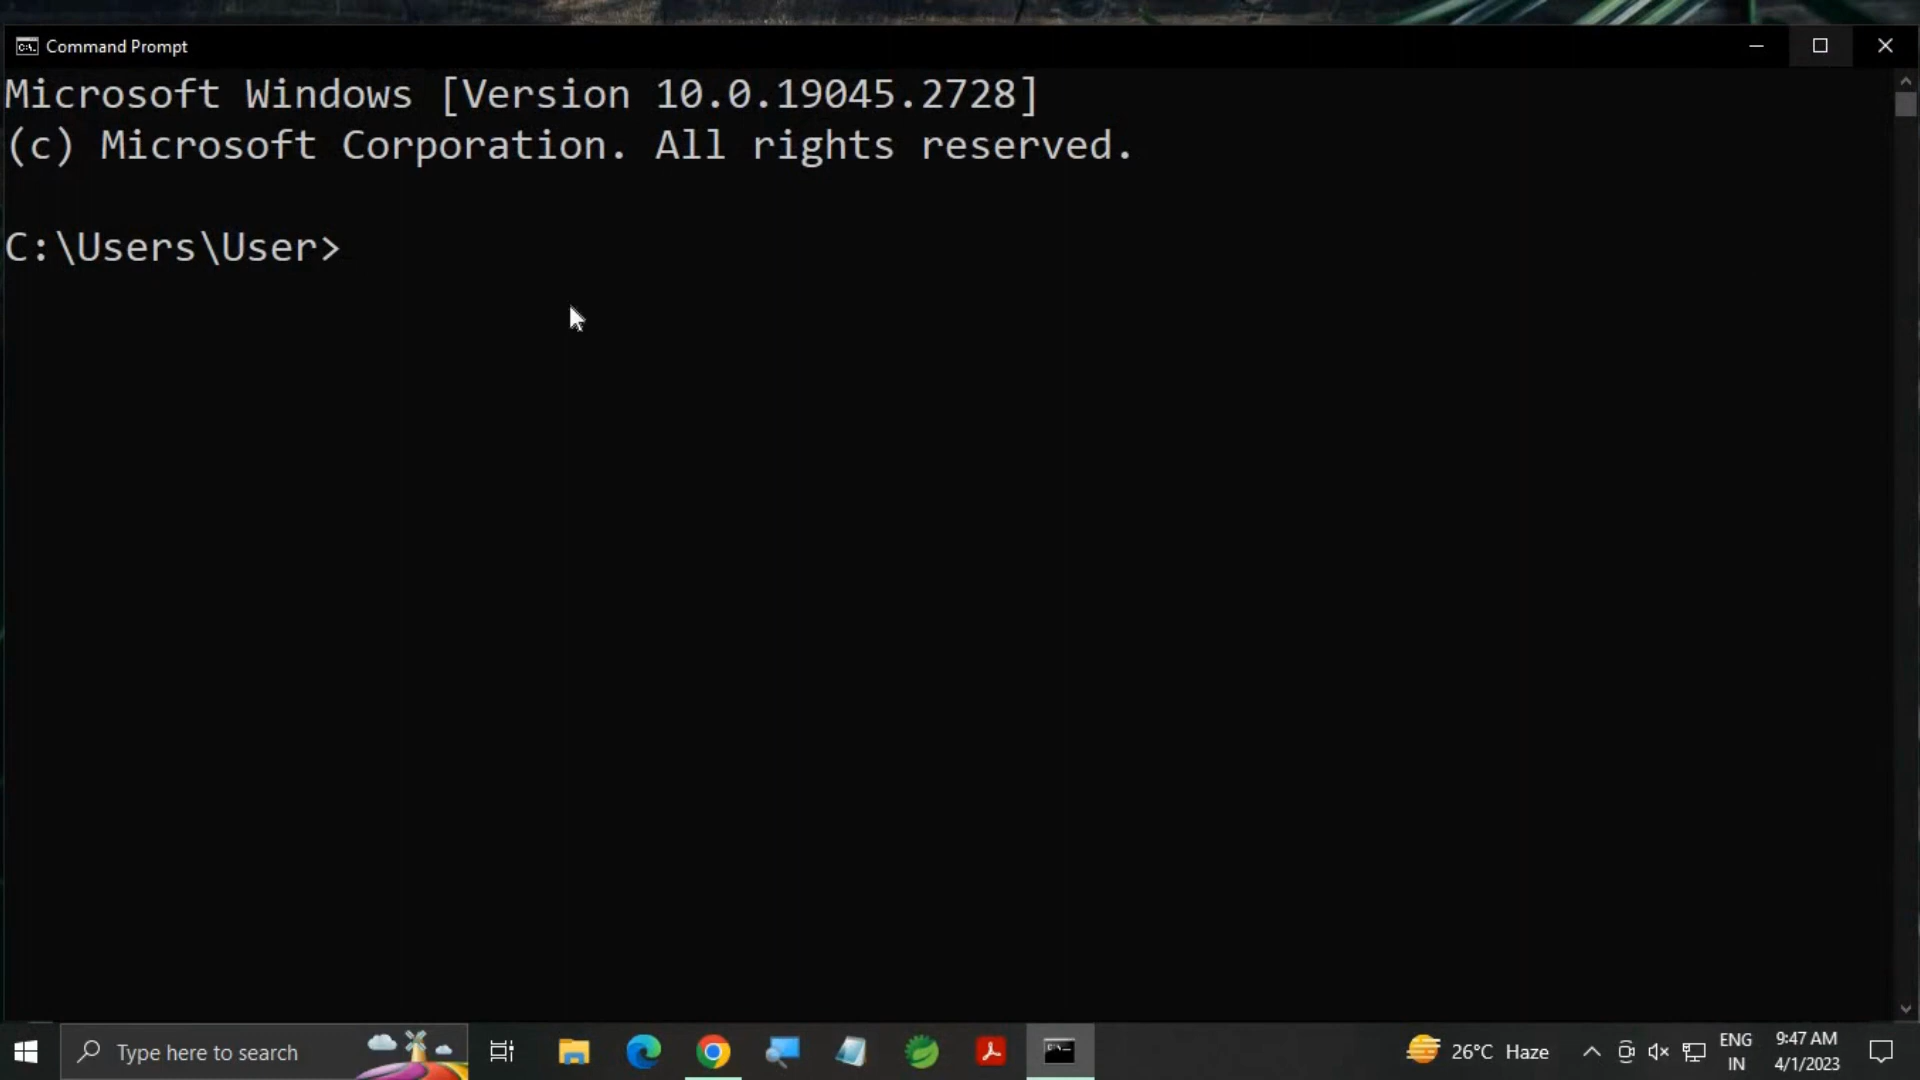 Command Prompt
Microsoft Windows [Version 10.0.19045.2728]
(c) Microsoft Corporation. All rights reserved.
C:\Users\User>
Type here to search
26°C Haze
ENG
IN
9:47 AM
4/1/2023